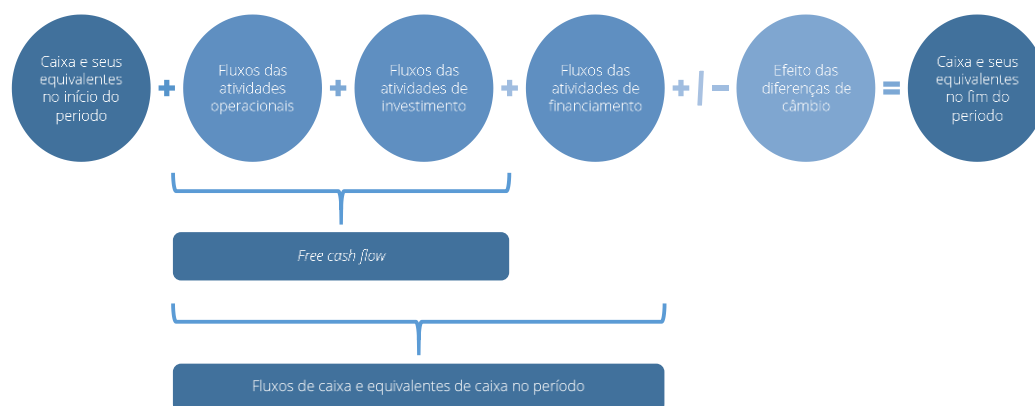 Caixa e seus
equivalentes
no início do
periodo
+
Fluxos das
atividades
operacionais
+
Fluxos das
atividades de
investimento
+
Fluxos das
atividades de
financiamento
+ / −
Efeito das
diferenças de
câmbio
=
Caixa e seus
equivalentes
no fim do
periodo
Free cash flow
Fluxos de caixa e equivalentes de caixa no período